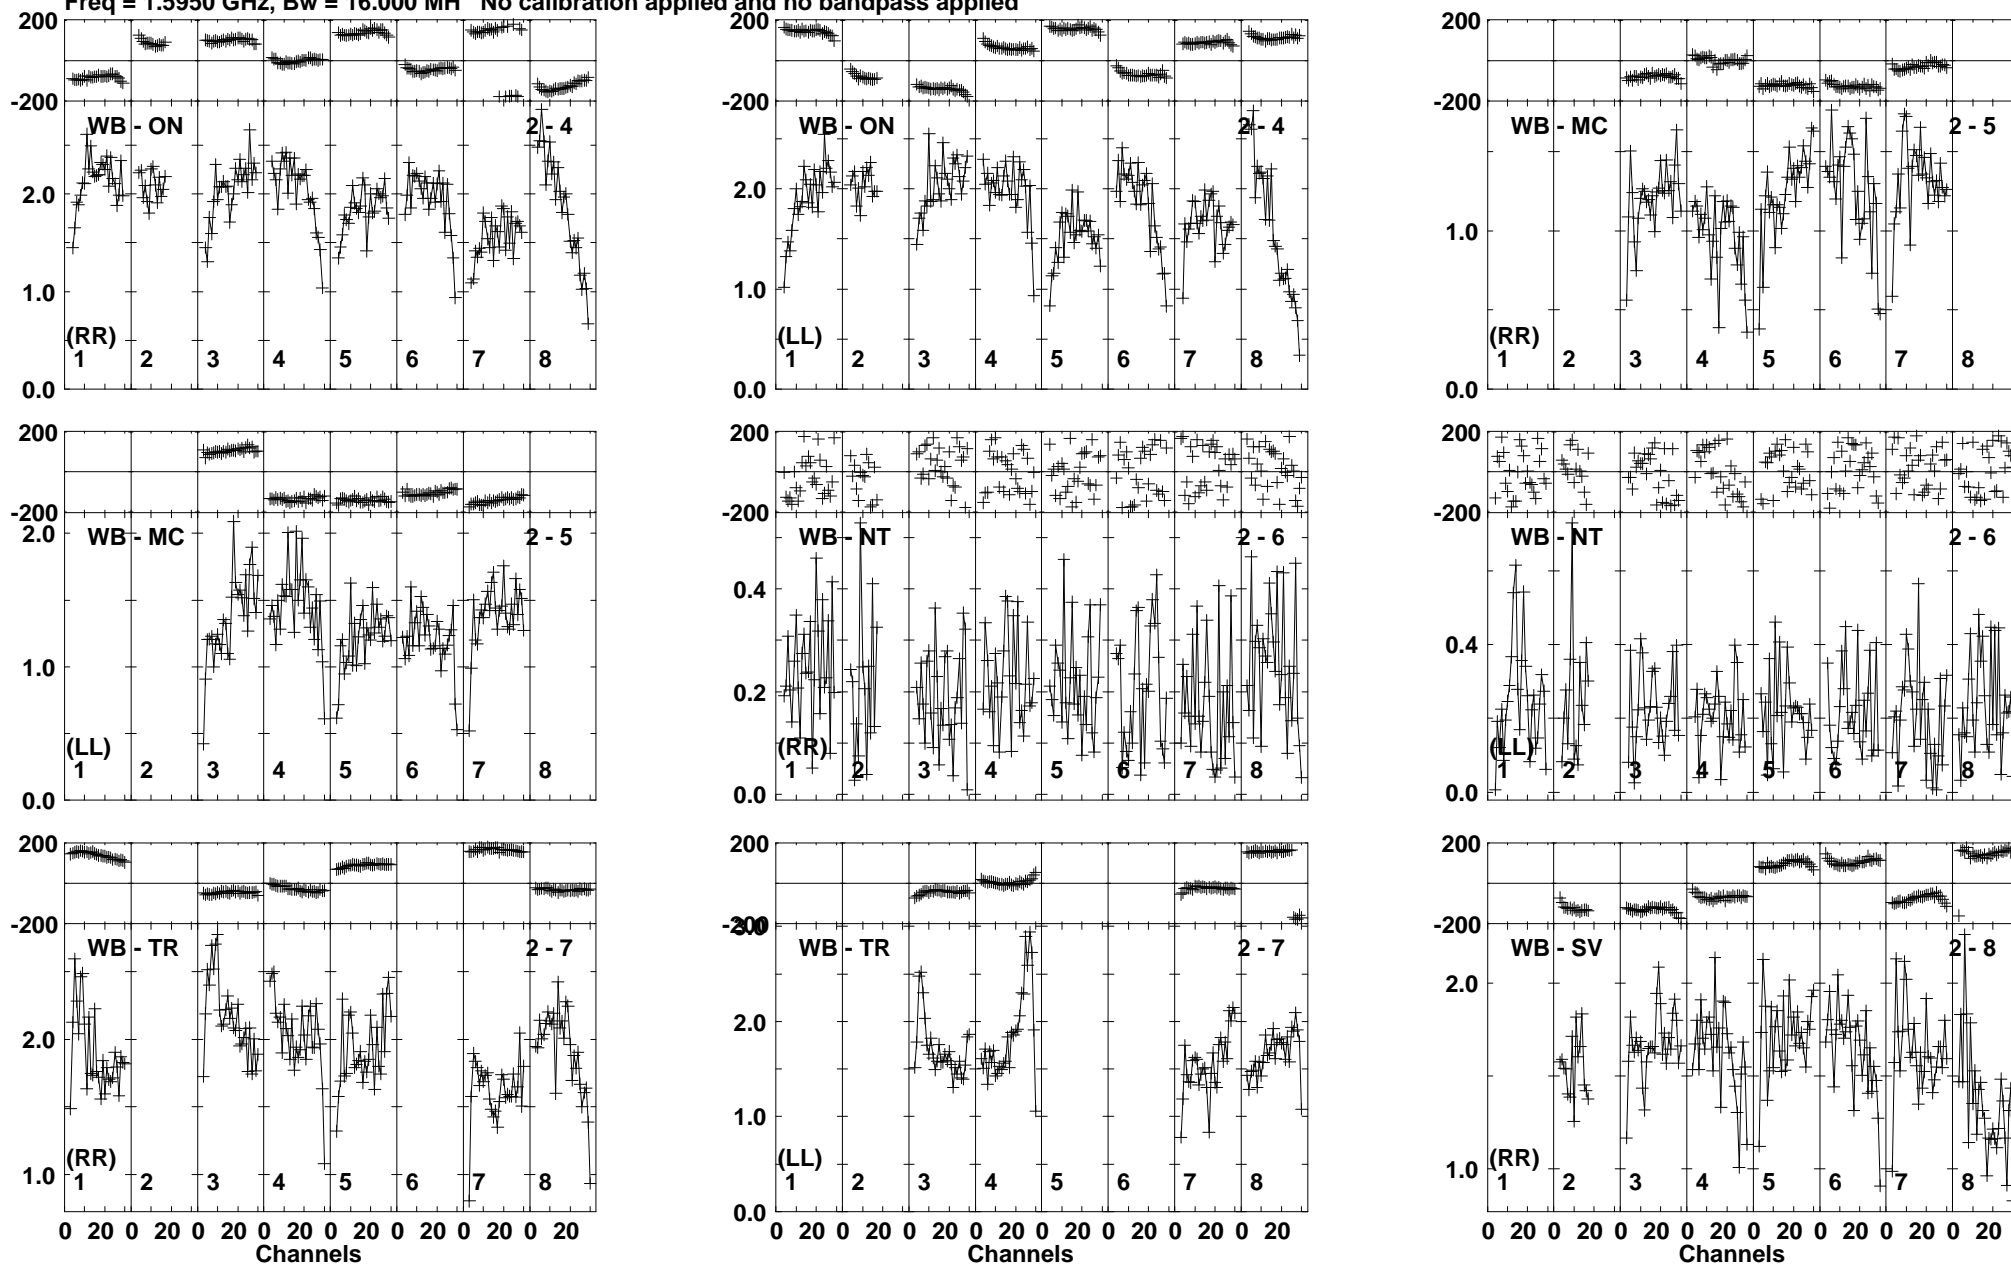 Freq = 1.5950 GHz, Bw = 16.000 MH No calibration applied and no bandpass applied
200 200 200
-200 -200 -200
WB - ON 2 - 4 WB - ON 2 - 4 WB - MC 2 - 5
2.0 2.0
1.0 1.0 1.0
(RR) (LL) (RR)
1 2 3 4 5 6 7 8 1 2 3 4 5 6 7 8 1 2 3 4 5 6 7 8
0.0 0.0 0.0
200 200 200
-200 -200 -200
2.0 WB - MC 2 - 5 WB - NT 2 - 6 WB - NT 2 - 6
0.4 0.4
1.0 0.2
(LL) (RR) (LL)
1 2 3 4 5 6 7 8 1 2 3 4 5 6 7 8 1 2 3 4 5 6 7 8
0.0 0.0 0.0
200 200 200
-200 -200 3.0 -200
WB - TR 2 - 7 WB - TR 2 - 7 WB - SV 2 - 8
2.0 2.0 2.0
1.0 1.0 1.0
(RR) (LL) (RR)
1 2 3 4 5 6 7 8 1 2 3 4 5 6 7 8 1 2 3 4 5 6 7 8
0.0
0 20 0 20 0 20 0 20 0 20 0 20 0 20 0 20 0 20 0 20 0 20 0 20 0 20 0 20 0 20 0 20 0 20 0 20 0 20 0 20 0 20 0 20 0 20 0 20
Channels Channels Channels